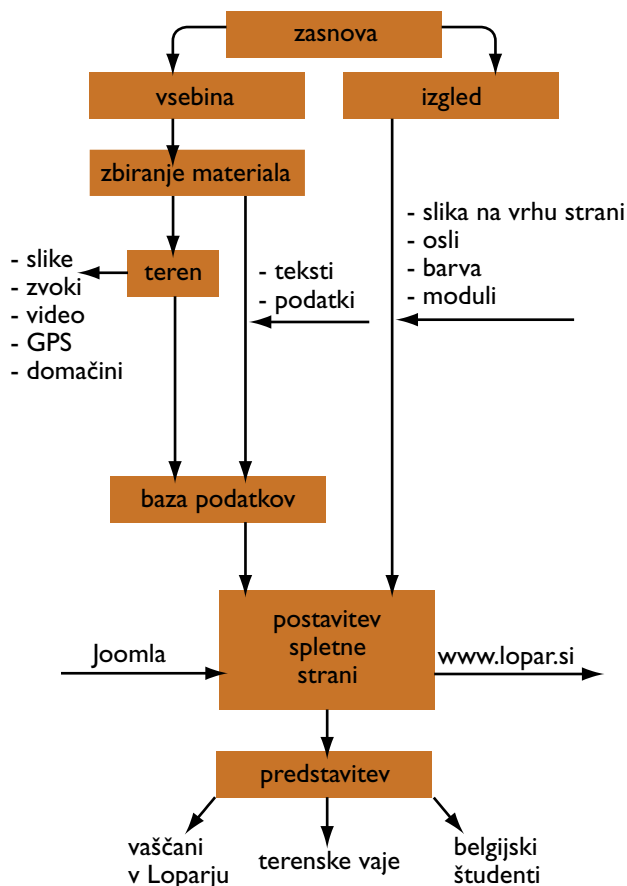 zasnova
vsebina
izgled
zbiranje materiala
- slika na vrhu strani
- osli
- barva
- moduli
teren
- slike
- zvoki
- video
- GPS
- domačini
- teksti
- podatki
baza podatkov
postavitev
spletne
strani
Joomla
www.lopar.si
predstavitev
vaščani
v Loparju
terenske vaje
belgijski
študenti